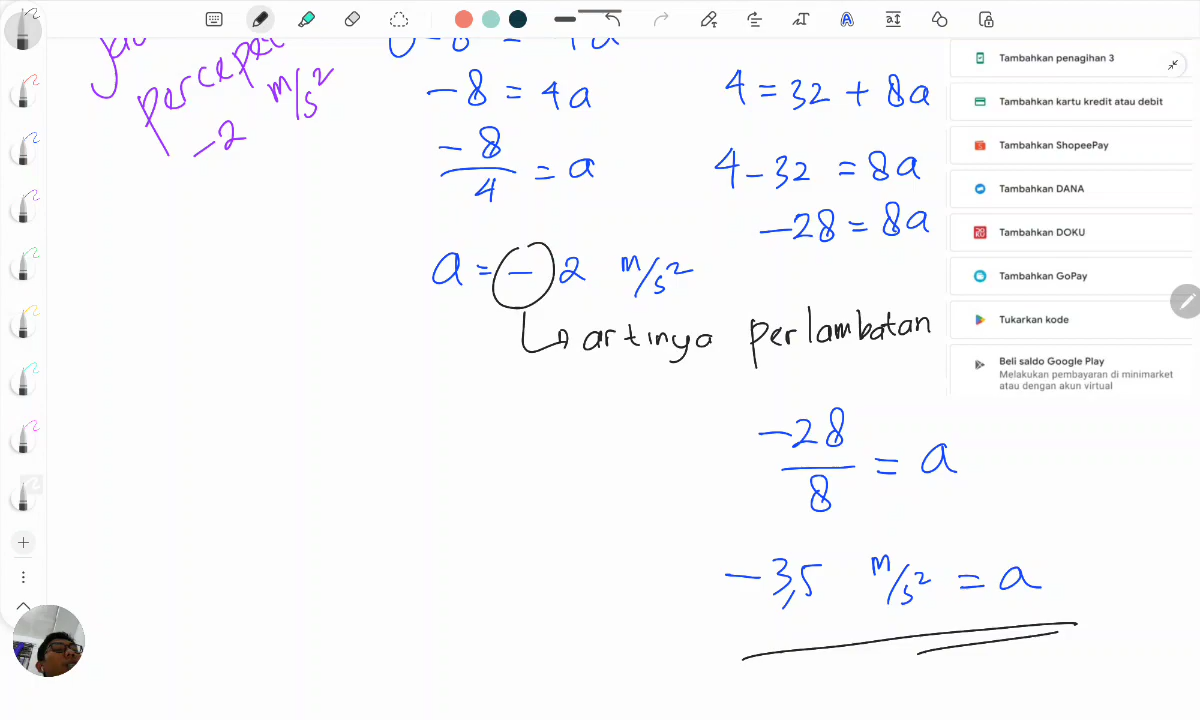 percepa
m/s²
-2
-8 = 4a
-8/4 = a
a = -2 m/s²
artinya perlambatan
4 = 32 + 8a
4 - 32 = 8a
-28 = 8a
-28/8 = a
-3,5 m/s² = a
Tambahkan penagihan 3
Tambahkan kartu kredit atau debit
Tambahkan ShopeePay
Tambahkan DANA
Tambahkan DOKU
Tambahkan GoPay
Tukarkan kode
Beli saldo Google Play
Melakukan pembayaran di minimarket
atau dengan akun virtual